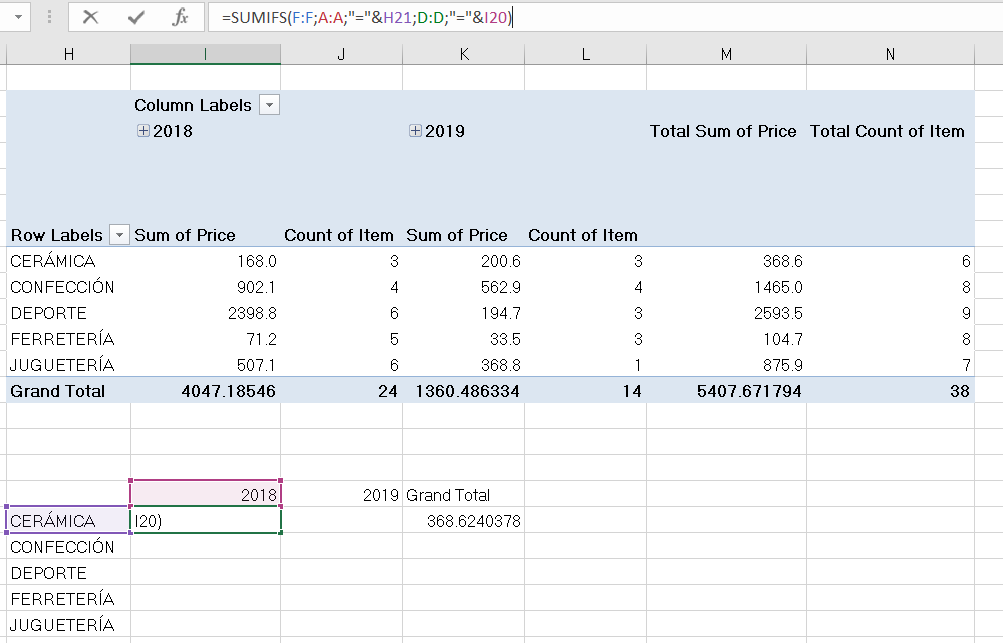 fx =SUMIFS(F:F;A:A;"="&H21;D:D;"="&I20)
H I J K L M N
Column Labels
2018 2019 Total Sum of Price Total Count of Item
Row Labels Sum of Price Count of Item Sum of Price Count of Item
CERÁMICA 168.0 3 200.6 3 368.6 6
CONFECCIÓN 902.1 4 562.9 4 1465.0 8
DEPORTE 2398.8 6 194.7 3 2593.5 9
FERRETERÍA 71.2 5 33.5 3 104.7 8
JUGUETERÍA 507.1 6 368.8 1 875.9 7
Grand Total 4047.18546 24 1360.486334 14 5407.671794 38
2018 2019 Grand Total
CERÁMICA I20) 368.6240378
CONFECCIÓN
DEPORTE
FERRETERÍA
JUGUETERÍA